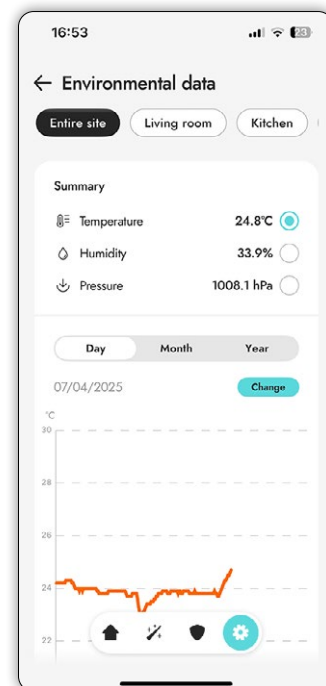 16:53
23
Environmental data
Entire site Living room Kitchen
Summary
Temperature 24.8°C
Humidity 33.9%
Pressure 1008.1 hPa
Day Month Year
07/04/2025 Change
°C
30
28
26
24
22